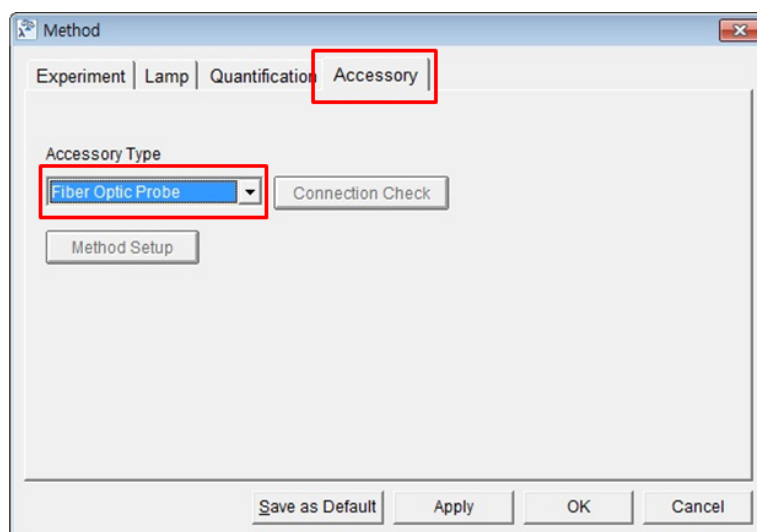 Method
Experiment Lamp Quantification Accessory
Accessory Type
Fiber Optic Probe Connection Check
Method Setup
Save as Default Apply OK Cancel